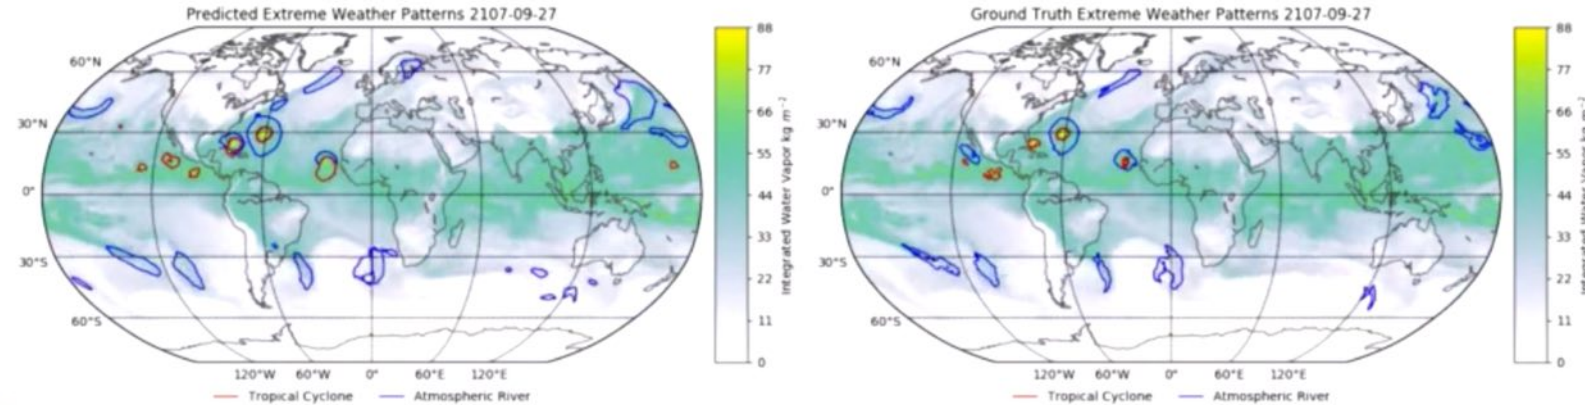 Predicted Extreme Weather Patterns 2107-09-27
60°N
30°N
0°
30°S
60°S
120°W 60°W 0° 60°E 120°E
Tropical Cyclone Atmospheric River
88
77
66
55
44
33
22
11
0
Integrated Water Vapor kg m⁻²
Ground Truth Extreme Weather Patterns 2107-09-27
60°N
30°N
0°
30°S
60°S
120°W 60°W 0° 60°E 120°E
Tropical Cyclone Atmospheric River
88
77
66
55
44
33
22
11
0